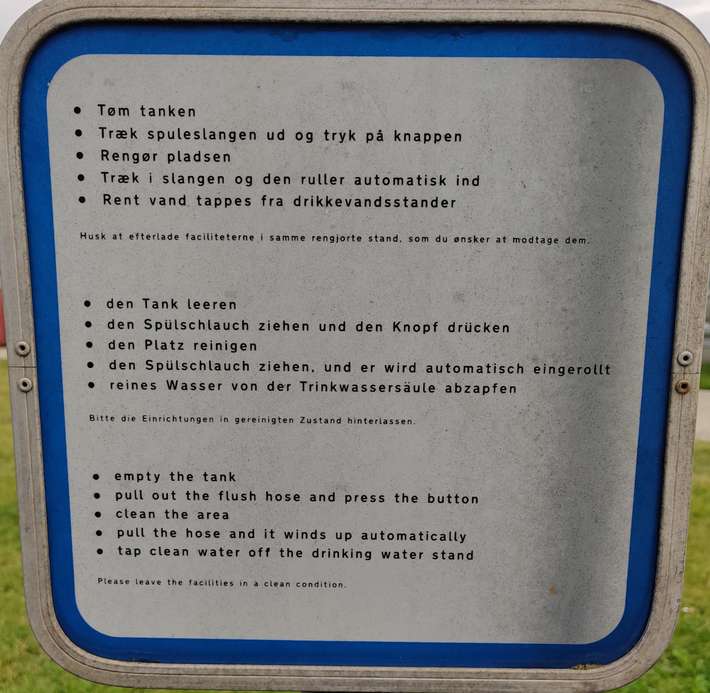 • Tøm tanken
• Træk spuleslangen ud og tryk på knappen
• Rengør pladsen
• Træk i slangen og den ruller automatisk ind
• Rent vand tappes fra drikkevandsstander
Husk at efterlade faciliteterne i samme rengjorte stand, som du ønsker at modtage dem.
• den Tank leeren
• den Spülschlauch ziehen und den Knopf drücken
• den Platz reinigen
• den Spülschlauch ziehen, und er wird automatisch eingerollt
• reines Wasser von der Trinkwassersäule abzapfen
Bitte die Einrichtungen in gereinigten Zustand hinterlassen.
• empty the tank
• pull out the flush hose and press the button
• clean the area
• pull the hose and it winds up automatically
• tap clean water off the drinking water stand
Please leave the facilities in a clean condition.